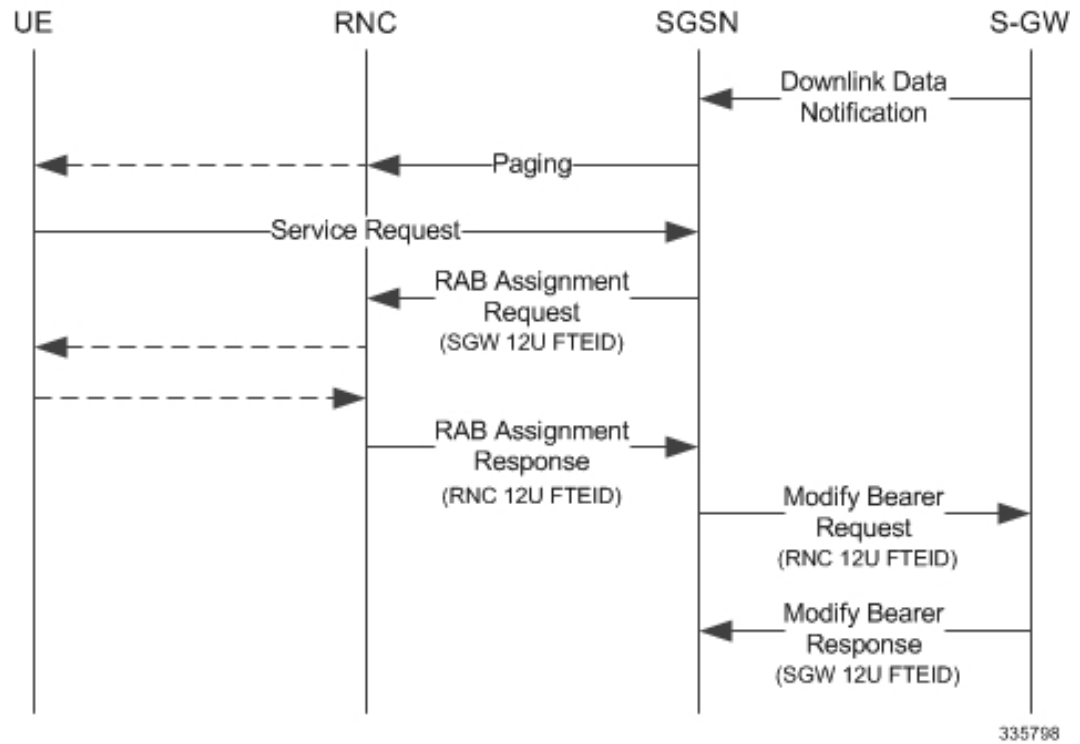 UE RNC SGSN S-GW
Downlink Data
Notification
Paging
Service Request
RAB Assignment
Request
(SGW 12U FTEID)
RAB Assignment
Response
(RNC 12U FTEID)
Modify Bearer
Request
(RNC 12U FTEID)
Modify Bearer
Response
(SGW 12U FTEID)
335798